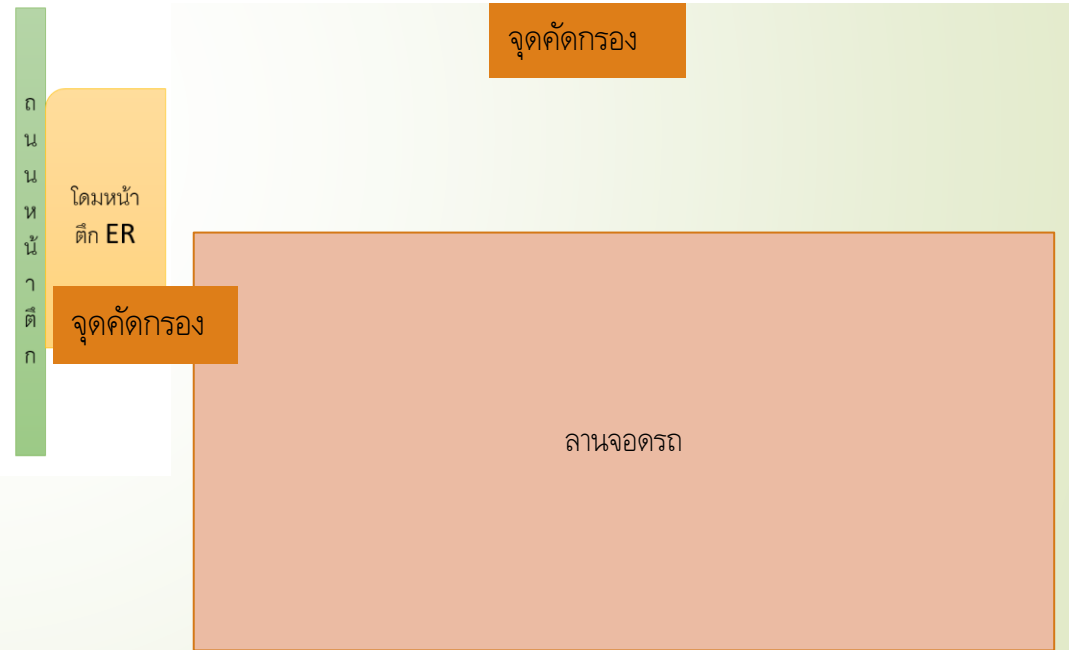 จุดคัดกรอง
ถนนหน้าตึก
โดมหน้า
ตึก ER
จุดคัดกรอง
ลานจอดรถ